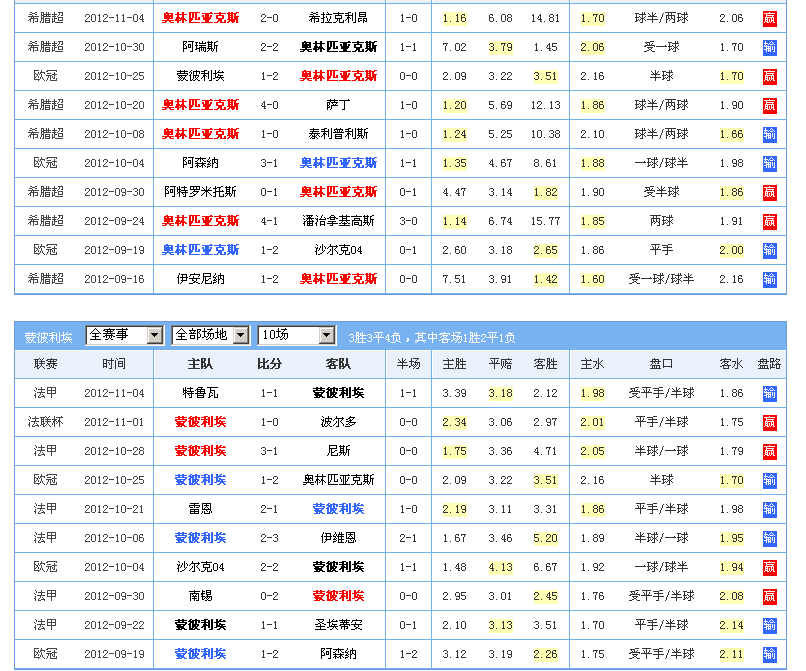 希腊超 2012-11-04 奥林匹亚克斯 2-0 希拉克利昂 1-0 1.16 6.08 14.81 1.70 球半/两球 2.06 赢
希腊超 2012-10-30 阿瑞斯 2-2 奥林匹亚克斯 1-1 7.02 3.79 1.45 2.06 受一球 1.70 输
欧冠 2012-10-25 蒙彼利埃 1-2 奥林匹亚克斯 0-0 2.09 3.22 3.51 2.16 半球 1.70 赢
希腊超 2012-10-20 奥林匹亚克斯 4-0 萨丁 1-0 1.20 5.69 12.13 1.86 球半/两球 1.90 赢
希腊超 2012-10-08 奥林匹亚克斯 1-0 泰利普利斯 1-0 1.24 5.25 10.38 2.10 球半/两球 1.66 输
欧冠 2012-10-04 阿森纳 3-1 奥林匹亚克斯 1-1 1.35 4.67 8.61 1.88 一球/球半 1.98 输
希腊超 2012-09-30 阿特罗米托斯 0-1 奥林匹亚克斯 0-1 4.47 3.14 1.82 1.90 受半球 1.86 赢
希腊超 2012-09-24 奥林匹亚克斯 4-1 潘治拿基高斯 3-0 1.14 6.74 15.77 1.85 两球 1.91 赢
欧冠 2012-09-19 奥林匹亚克斯 1-2 沙尔克04 0-1 2.60 3.18 2.65 1.86 平手 2.00 输
希腊超 2012-09-16 伊安尼纳 1-2 奥林匹亚克斯 0-0 7.51 3.91 1.42 1.60 受一球/球半 2.16 输
蒙彼利埃 全赛事 全部场地 10场 3胜3平4负，其中客场1胜2平1负
联赛 时间 主队 比分 客队 半场 主胜 平赔 客胜 主水 盘口 客水 盘路
法甲 2012-11-04 特鲁瓦 1-1 蒙彼利埃 1-1 3.39 3.18 2.12 1.98 受平手/半球 1.86 输
法联杯 2012-11-01 蒙彼利埃 1-0 波尔多 0-0 2.34 3.06 2.97 2.01 平手/半球 1.75 赢
法甲 2012-10-28 蒙彼利埃 3-1 尼斯 0-0 1.75 3.36 4.71 2.05 半球/一球 1.79 赢
欧冠 2012-10-25 蒙彼利埃 1-2 奥林匹亚克斯 0-0 2.09 3.22 3.51 2.16 半球 1.70 输
法甲 2012-10-21 雷恩 2-1 蒙彼利埃 1-0 2.19 3.11 3.31 1.86 平手/半球 1.98 输
法甲 2012-10-06 蒙彼利埃 2-3 伊维恩 2-1 1.67 3.46 5.20 1.89 半球/一球 1.95 输
欧冠 2012-10-04 沙尔克04 2-2 蒙彼利埃 1-1 1.48 4.13 6.67 1.92 一球/球半 1.94 赢
法甲 2012-09-30 南锡 0-2 蒙彼利埃 0-0 2.95 3.01 2.45 1.76 受平手/半球 2.08 赢
法甲 2012-09-22 蒙彼利埃 1-1 圣埃蒂安 0-1 2.10 3.13 3.51 1.70 平手/半球 2.14 输
欧冠 2012-09-19 蒙彼利埃 1-2 阿森纳 1-2 3.12 3.19 2.26 1.75 受平手/半球 2.11 输